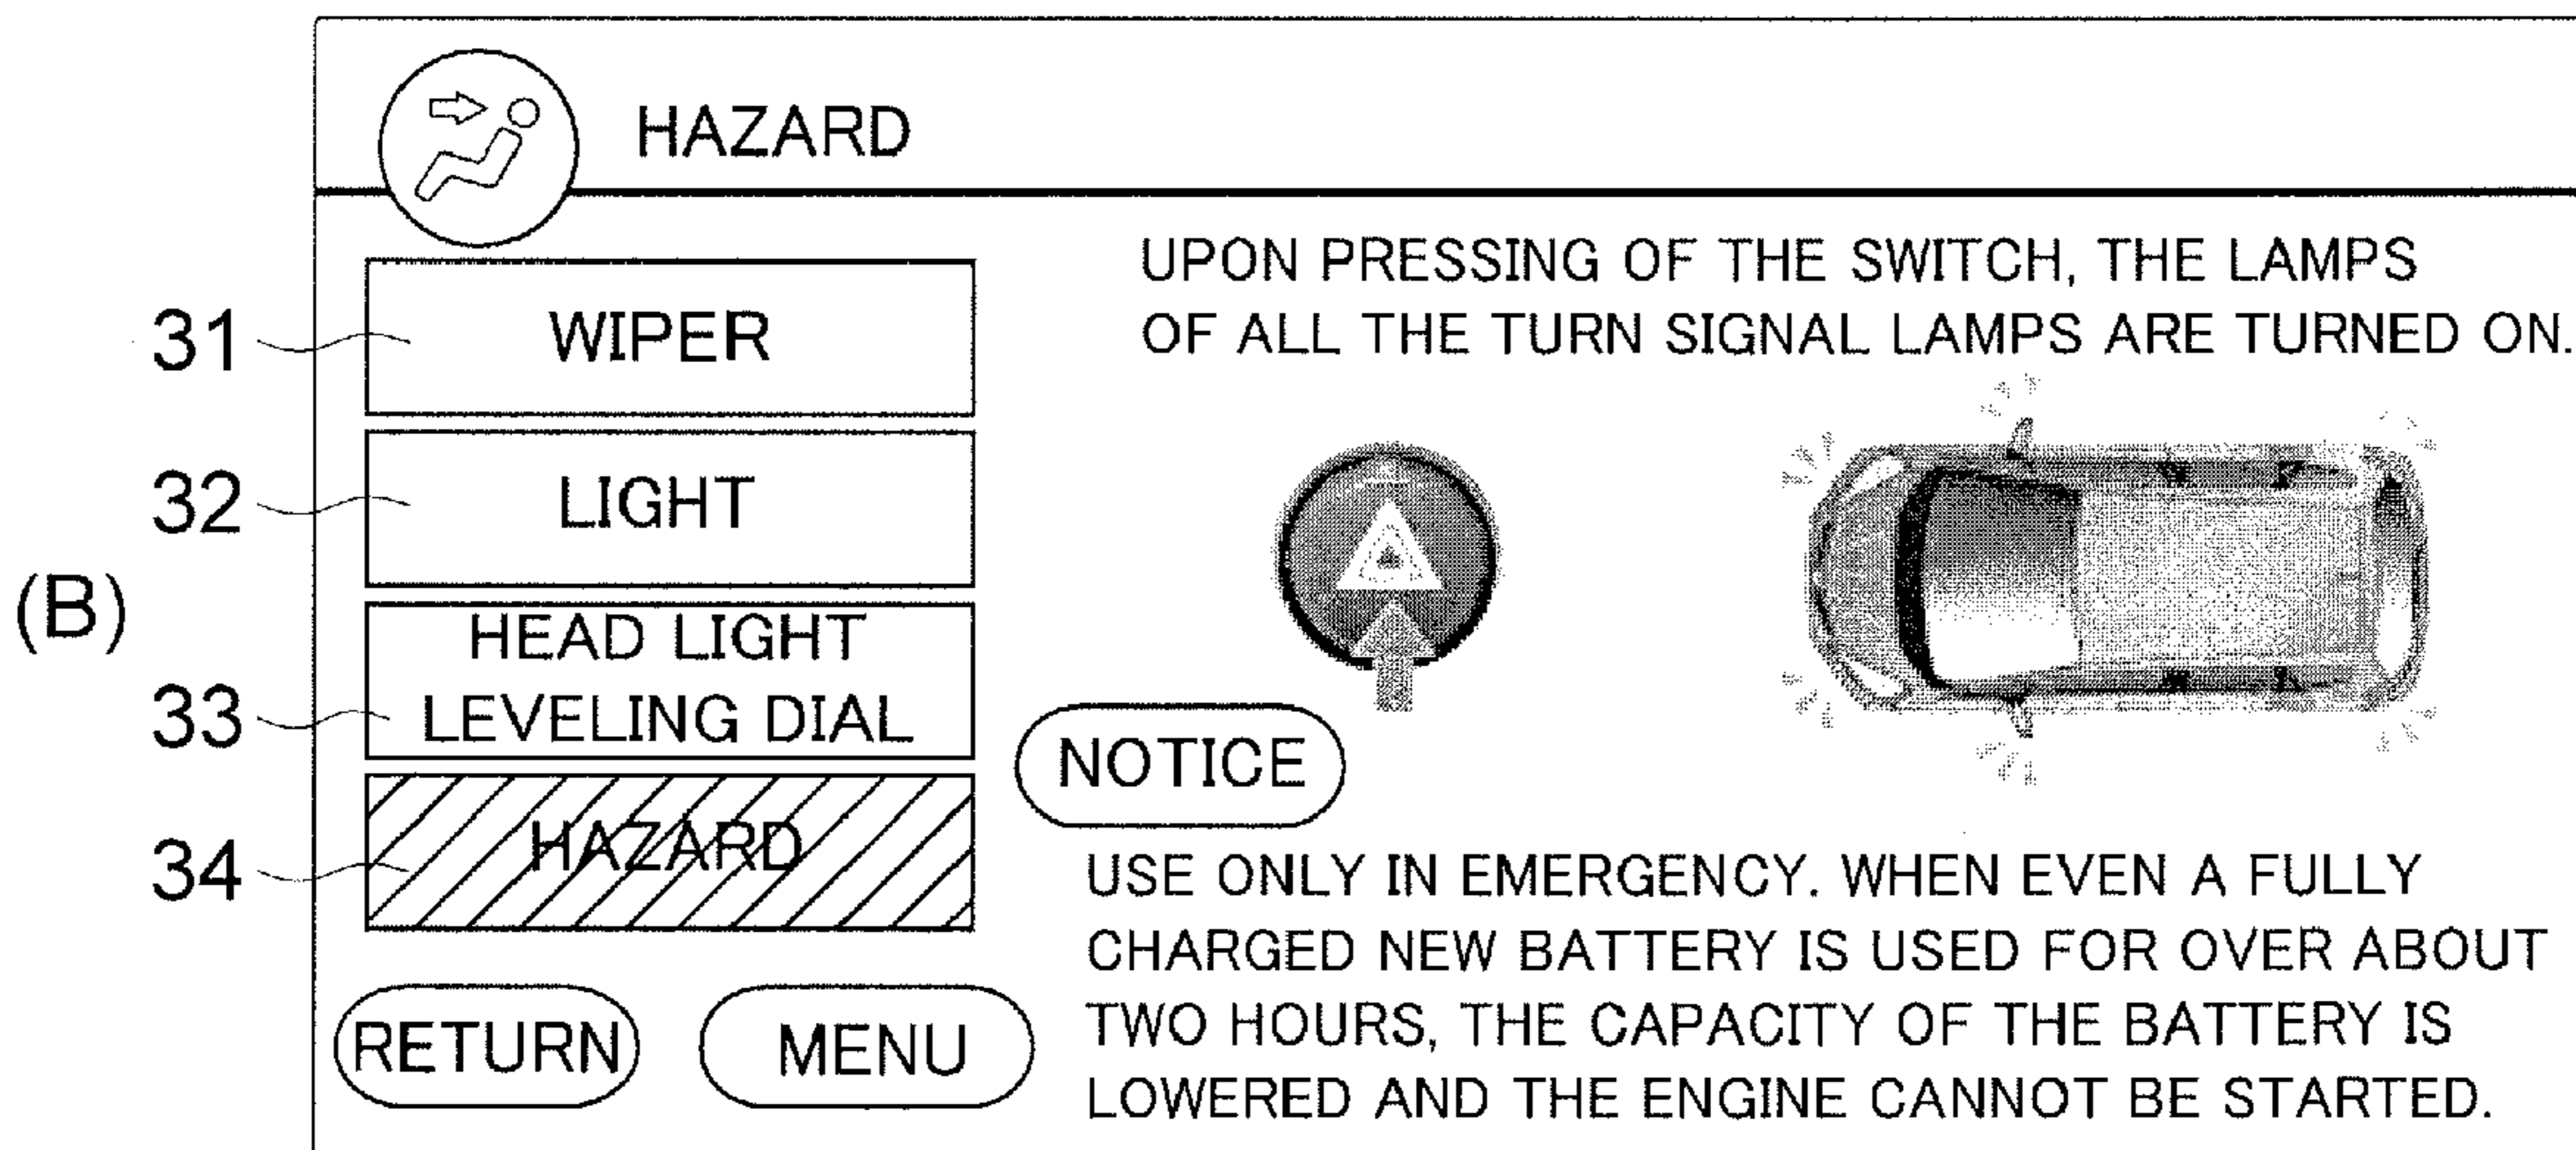 HAZARD
31
WIPER
32
LIGHT
(B)
33
HEAD LIGHT
LEVELING DIAL
34
HAZARD
RETURN
MENU
UPON PRESSING OF THE SWITCH, THE LAMPS
OF ALL THE TURN SIGNAL LAMPS ARE TURNED ON.
NOTICE
USE ONLY IN EMERGENCY. WHEN EVEN A FULLY
CHARGED NEW BATTERY IS USED FOR OVER ABOUT
TWO HOURS, THE CAPACITY OF THE BATTERY IS
LOWERED AND THE ENGINE CANNOT BE STARTED.